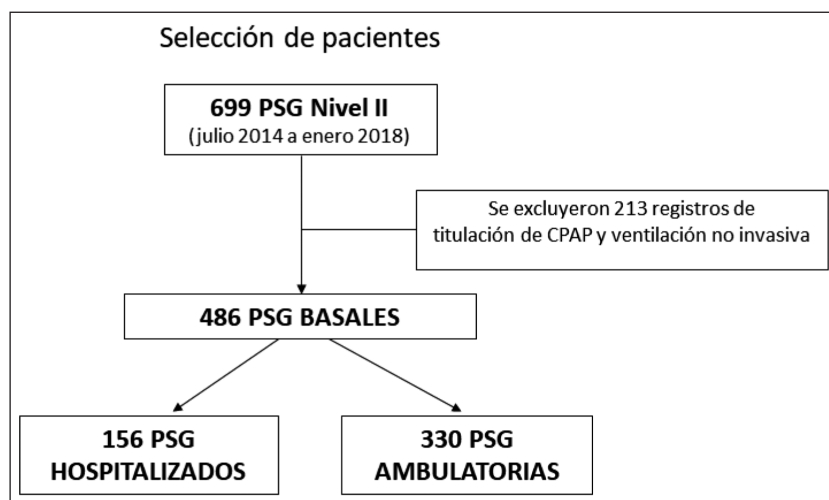 Selección de pacientes
699 PSG Nivel II
(julio 2014 a enero 2018)
Se excluyeron 213 registros de
titulación de CPAP y ventilación no invasiva
486 PSG BASALES
156 PSG
HOSPITALIZADOS
330 PSG
AMBULATORIAS